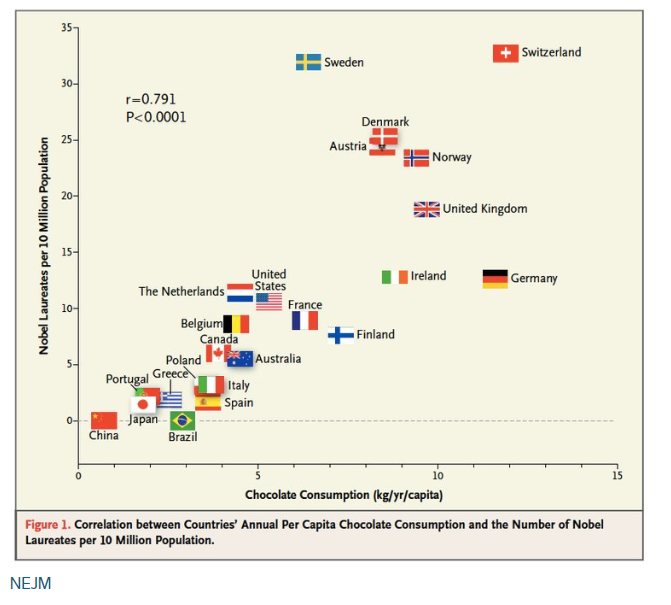 35
30
25
20
15
10
5
0
Nobel Laureates per 10 Million Population
r=0.791
P<0.0001
Sweden
Switzerland
Denmark
Austria
Norway
United Kingdom
Ireland
Germany
United
States
The Netherlands
France
Belgium
Finland
Canada
Australia
Poland
Greece
Portugal
Italy
Spain
Japan
China
Brazil
0
5
10
15
Chocolate Consumption (kg/yr/capita)
Figure 1. Correlation between Countries' Annual Per Capita Chocolate Consumption and the Number of Nobel
Laureates per 10 Million Population.
NEJM